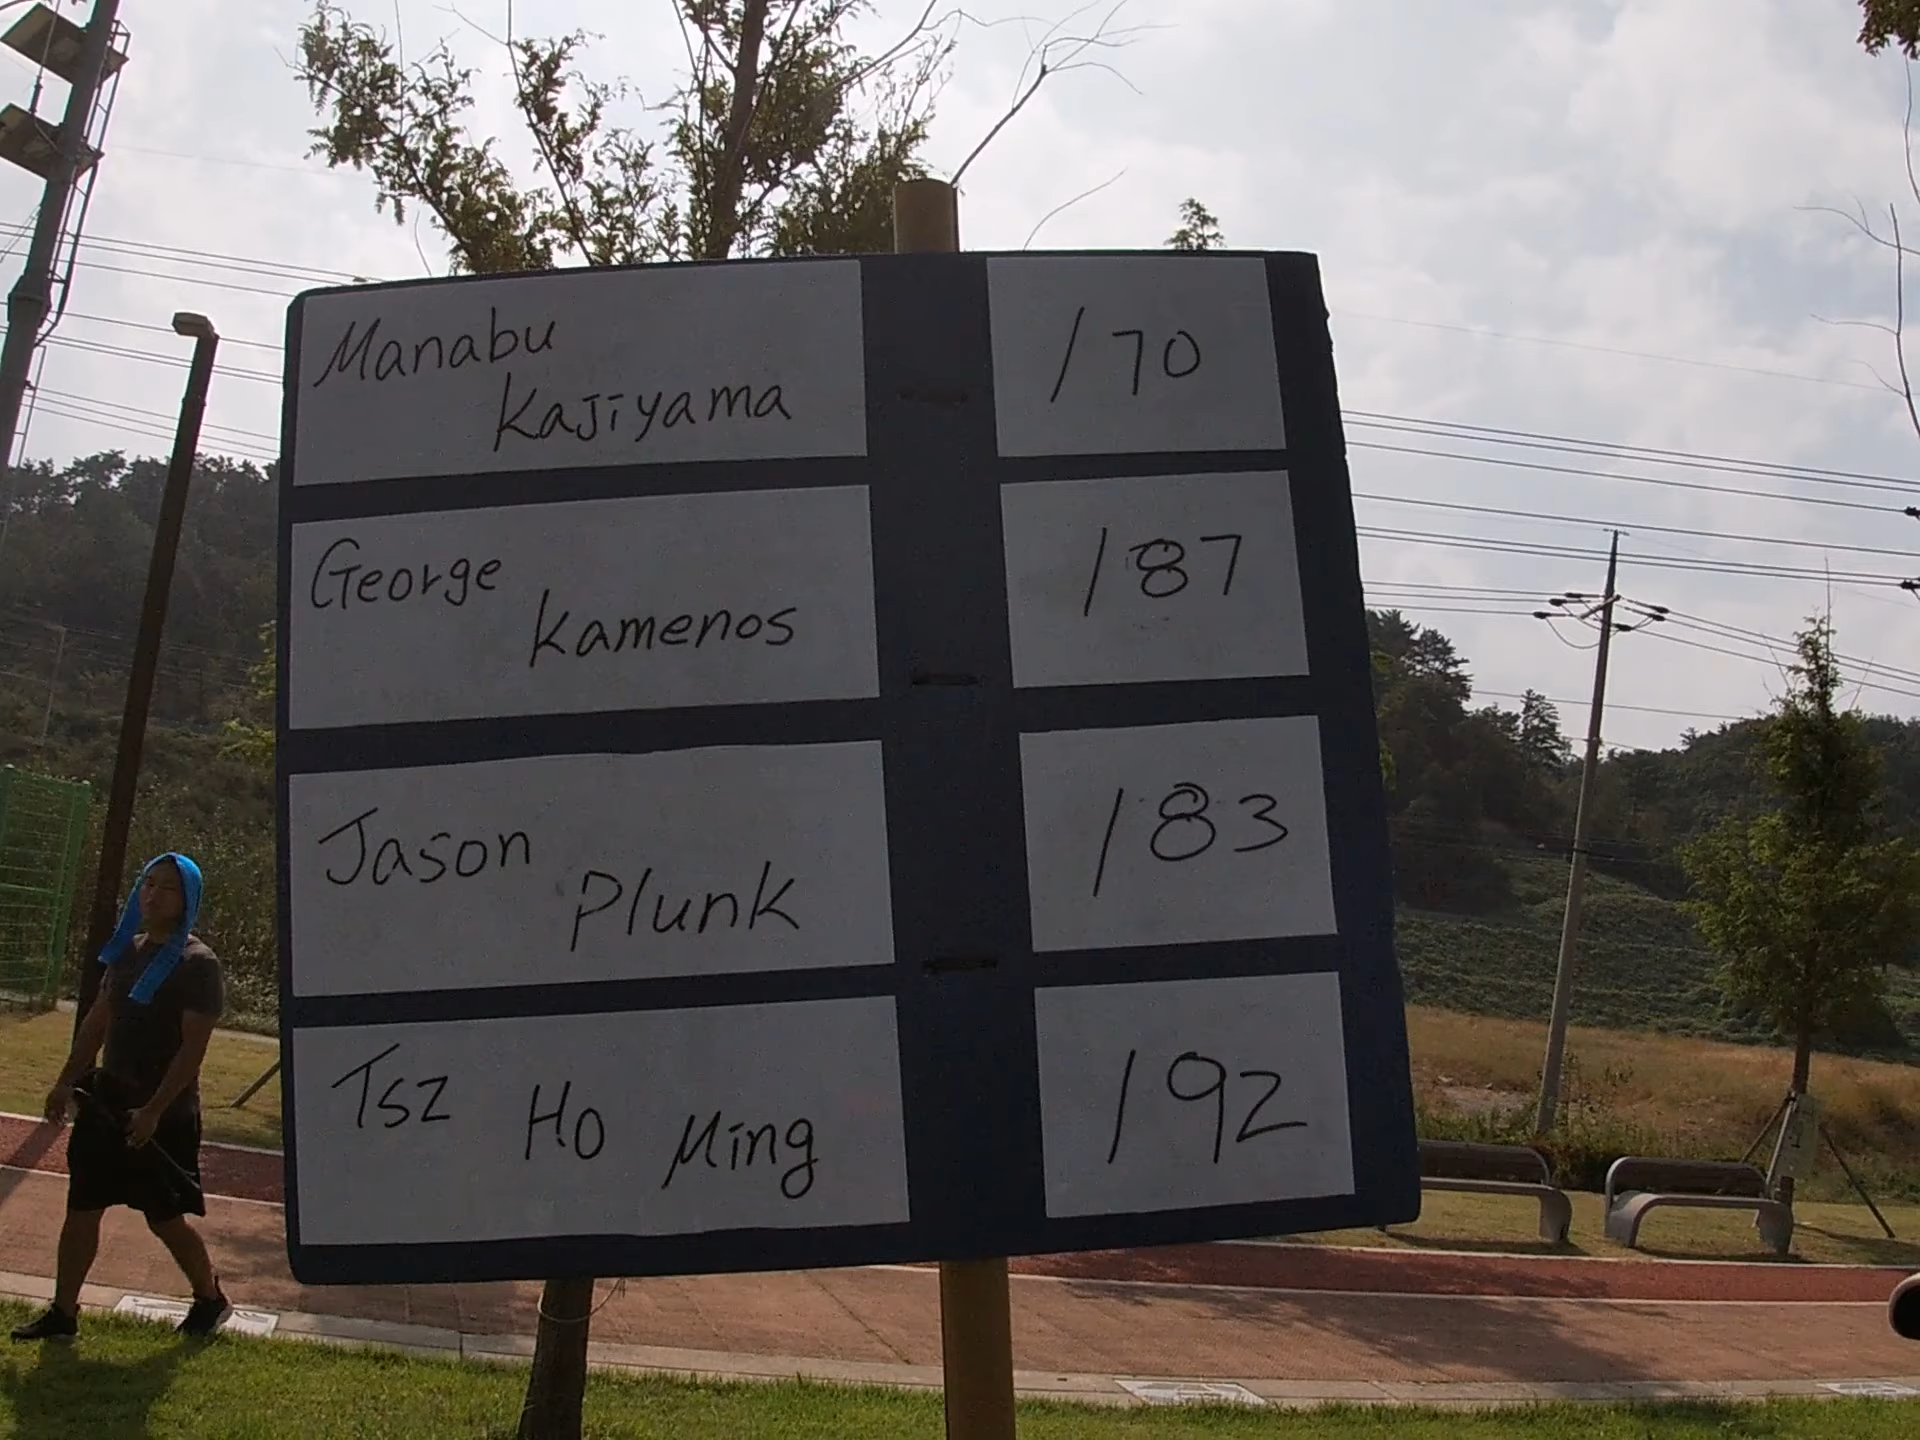 Manabu
Kajiyama
170
George
Kamenos
187
Jason
Plunk
183
Tsz Ho Ming
192